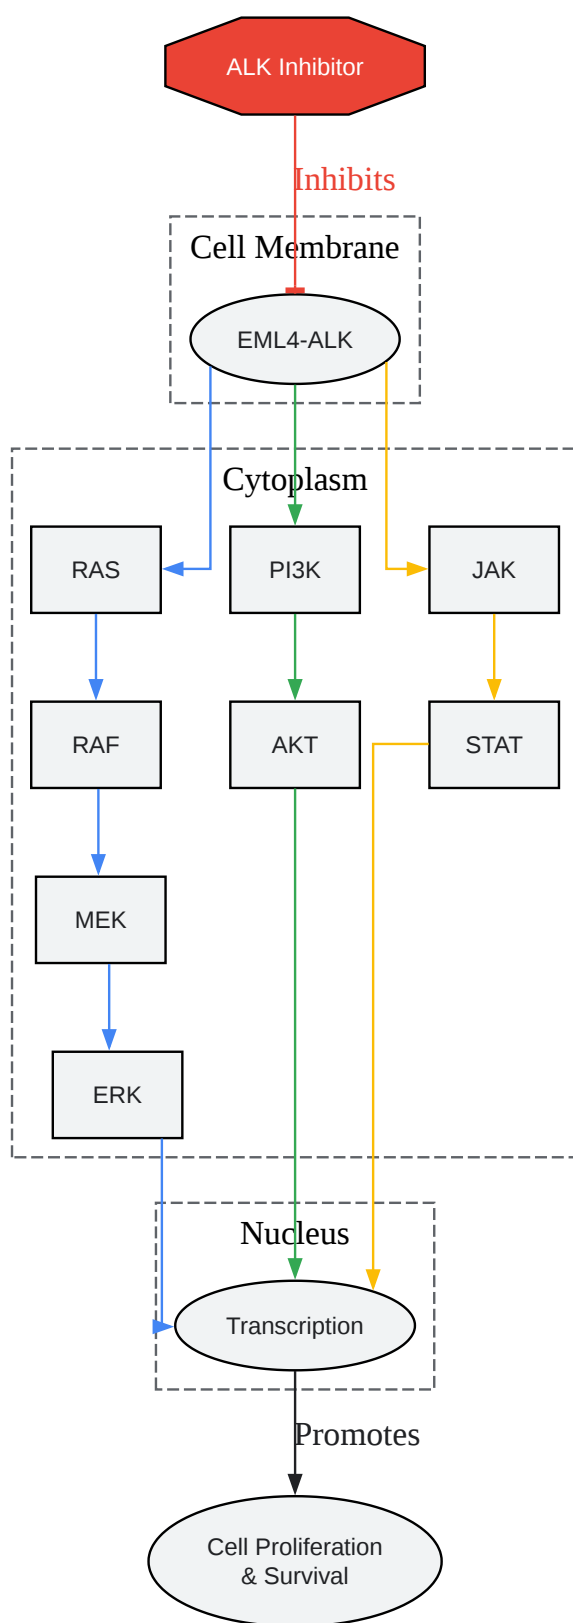 ALK Inhibitor
Inhibits
Cell Membrane
EML4-ALK
Cytoplasm
RAS
PI3K
JAK
RAF
AKT
STAT
MEK
ERK
Nucleus
Transcription
Promotes
Cell Proliferation
& Survival